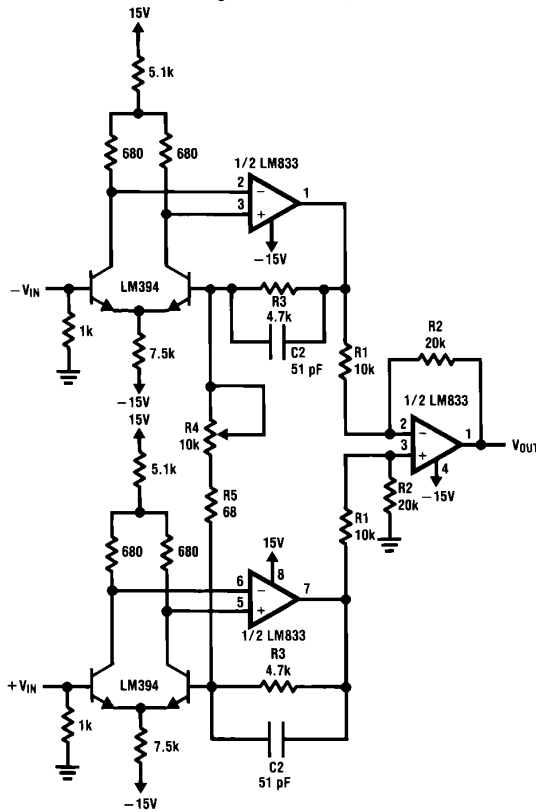 15V
5.1k
680
680
1/2 LM833
2
−
1
3
+
−15V
−VIN
LM394
R3
4.7k
1k
C2
51 pF
7.5k
R1
10k
R2
20k
−15V
15V
1/2 LM833
R4
10k
2
−
1
VOUT
3
+
4
5.1k
R2
20k
−15V
R5
68
R1
10k
680
680
15V
8
6
−
7
5
+
1/2 LM833
R3
4.7k
+VIN
LM394
1k
7.5k
C2
51 pF
−15V